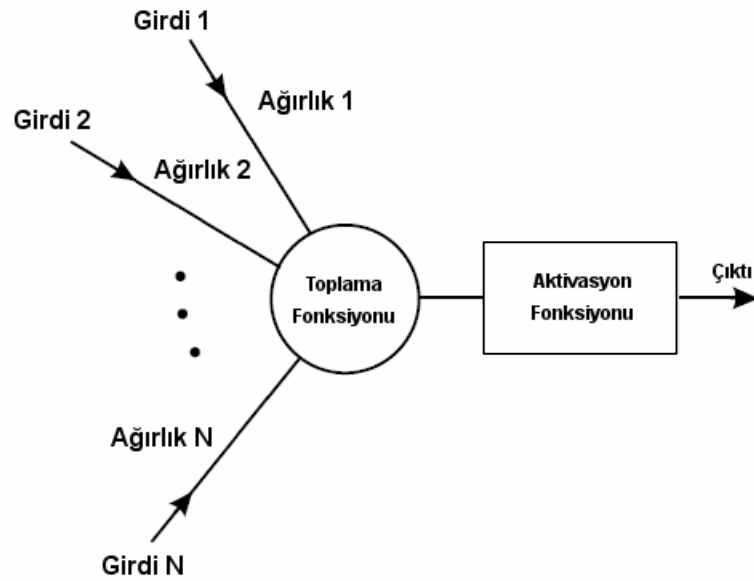 Girdi 1
Ağırlık 1
Girdi 2
Ağırlık 2
Toplama
Fonksiyonu
Aktivasyon
Fonksiyonu
Çıktı
Ağırlık N
Girdi N